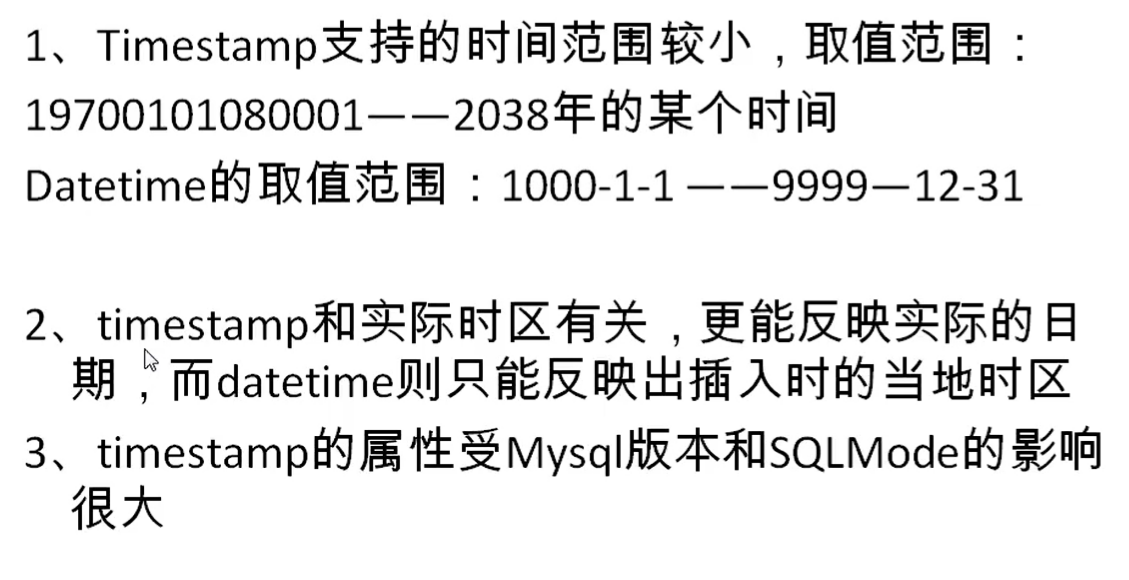 1、Timestamp支持的时间范围较小，取值范围：
19700101080001——2038年的某个时间
Datetime的取值范围：1000-1-1 ——9999—12-31
2、timestamp和实际时区有关，更能反映实际的日
期，而datetime则只能反映出插入时的当地时区
3、timestamp的属性受Mysql版本和SQLMode的影响
很大